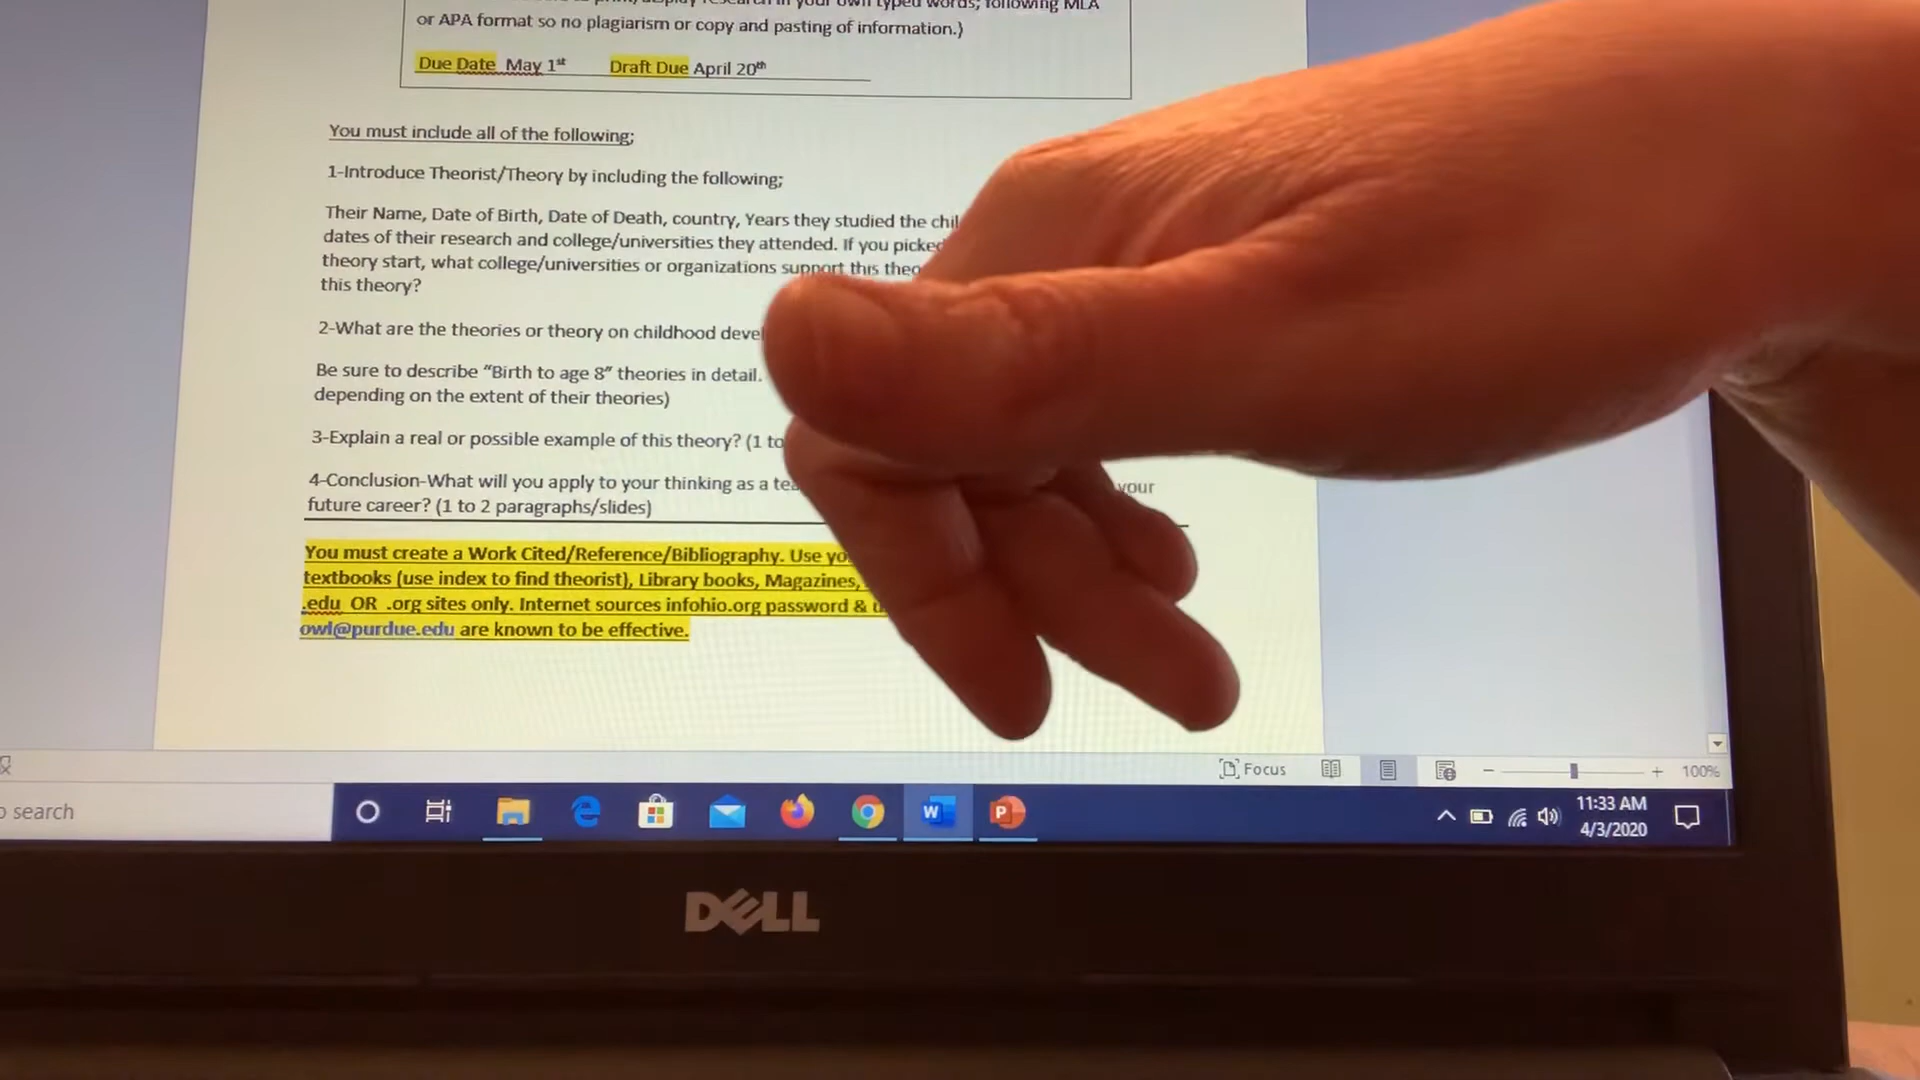 or APA format so no plagiarism or copy and pasting of information.)
Due Date May 1st Draft Due April 20th
You must include all of the following;
1-Introduce Theorist/Theory by including the following;
Their Name, Date of Birth, Date of Death, country, Years they studied the
dates of their research and college/universities they attended. If you picked
theory start, what college/universities or organizations support this
this theory?
2-What are the theories or theory on childhood
Be sure to describe "Birth to age 8" theories in detail.
depending on the extent of their theories)
3-Explain a real or possible example of this theory? (1 to
4-Conclusion-What will you apply to your thinking as a your
future career? (1 to 2 paragraphs/slides)
You must create a Work Cited/Reference/Bibliography. Use
textbooks (use index to find theorist), Library books, Magazines,
.edu OR .org sites only. Internet sources infohio.org password &
owl@purdue.edu are known to be effective.
Focus 100%
search
11:33 AM
4/3/2020
DELL